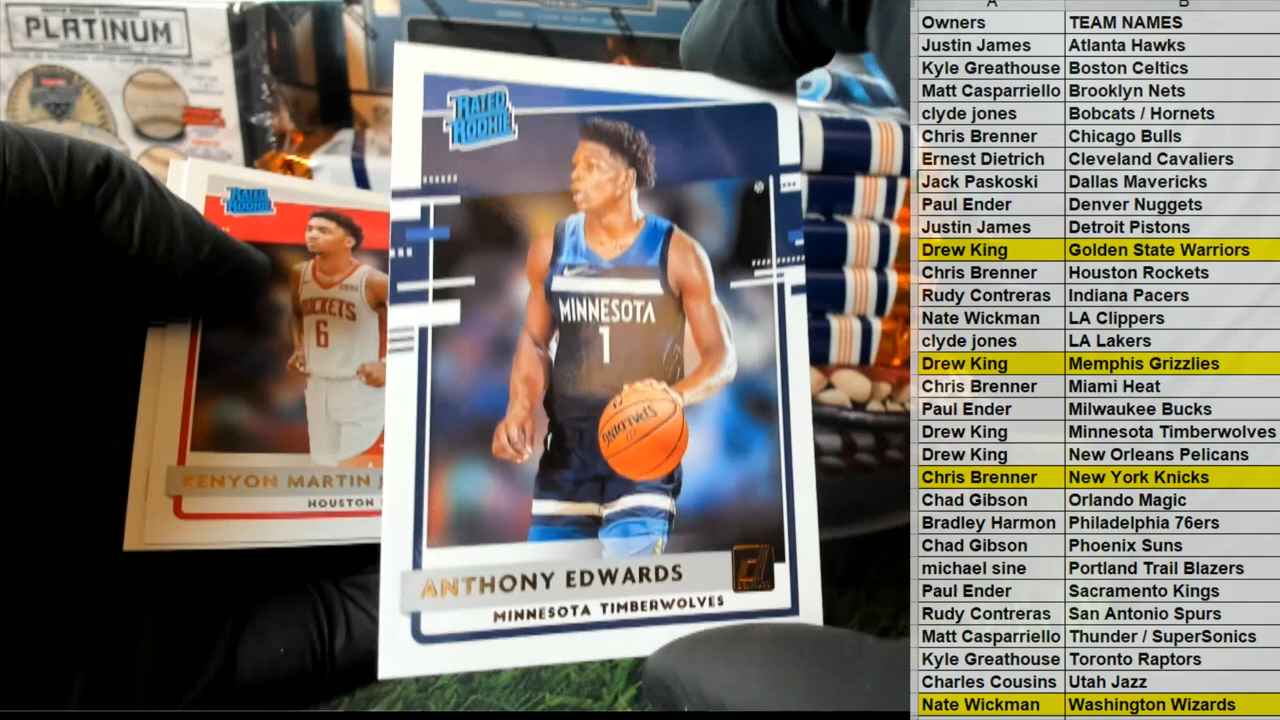 PLATINUM
RATED
ROOKIE
ROCKETS
6
KENYON MARTIN
HOUSTON
RATED
ROOKIE
MINNESOTA
1
SPALDING
d
ANTHONY EDWARDS
MINNESOTA TIMBERWOLVES
A B
Owners TEAM NAMES
Justin James Atlanta Hawks
Kyle Greathouse Boston Celtics
Matt Casparriello Brooklyn Nets
clyde jones Bobcats / Hornets
Chris Brenner Chicago Bulls
Ernest Dietrich Cleveland Cavaliers
Jack Paskoski Dallas Mavericks
Paul Ender Denver Nuggets
Justin James Detroit Pistons
Drew King Golden State Warriors
Chris Brenner Houston Rockets
Rudy Contreras Indiana Pacers
Nate Wickman LA Clippers
clyde jones LA Lakers
Drew King Memphis Grizzlies
Chris Brenner Miami Heat
Paul Ender Milwaukee Bucks
Drew King Minnesota Timberwolves
Drew King New Orleans Pelicans
Chris Brenner New York Knicks
Chad Gibson Orlando Magic
Bradley Harmon Philadelphia 76ers
Chad Gibson Phoenix Suns
michael sine Portland Trail Blazers
Paul Ender Sacramento Kings
Rudy Contreras San Antonio Spurs
Matt Casparriello Thunder / SuperSonics
Kyle Greathouse Toronto Raptors
Charles Cousins Utah Jazz
Nate Wickman Washington Wizards